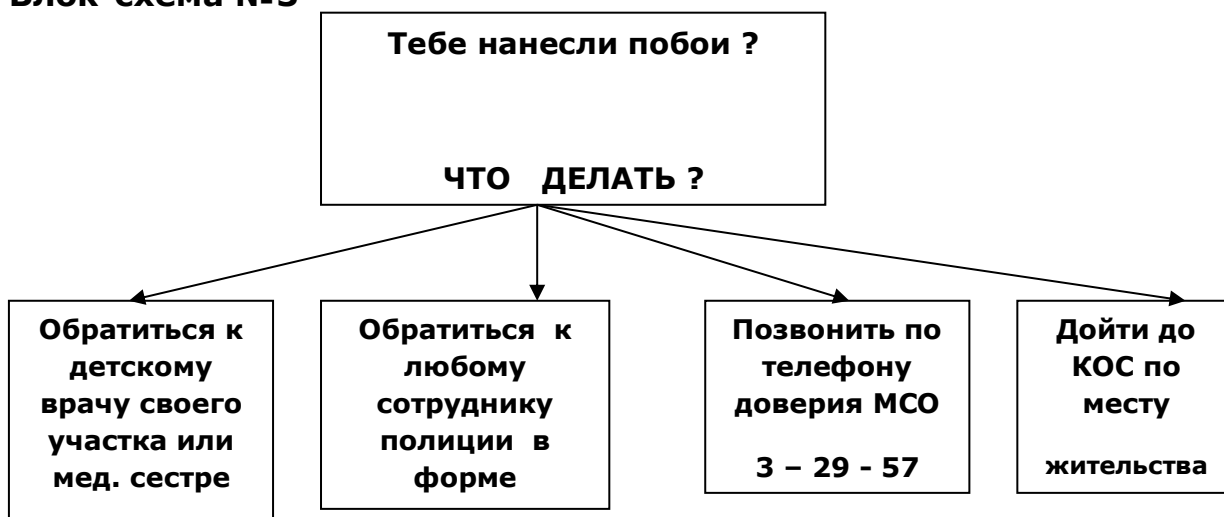 Блок-схема №3
Тебе нанесли побои ?
ЧТО ДЕЛАТЬ ?
Обратиться к
детскому
врачу своего
участка или
мед. сестре
Обратиться к
любому
сотруднику
полиции в
форме
Позвонить по
телефону
доверия МСО
3 – 29 - 57
Дойти до
КОС по
месту
жительства